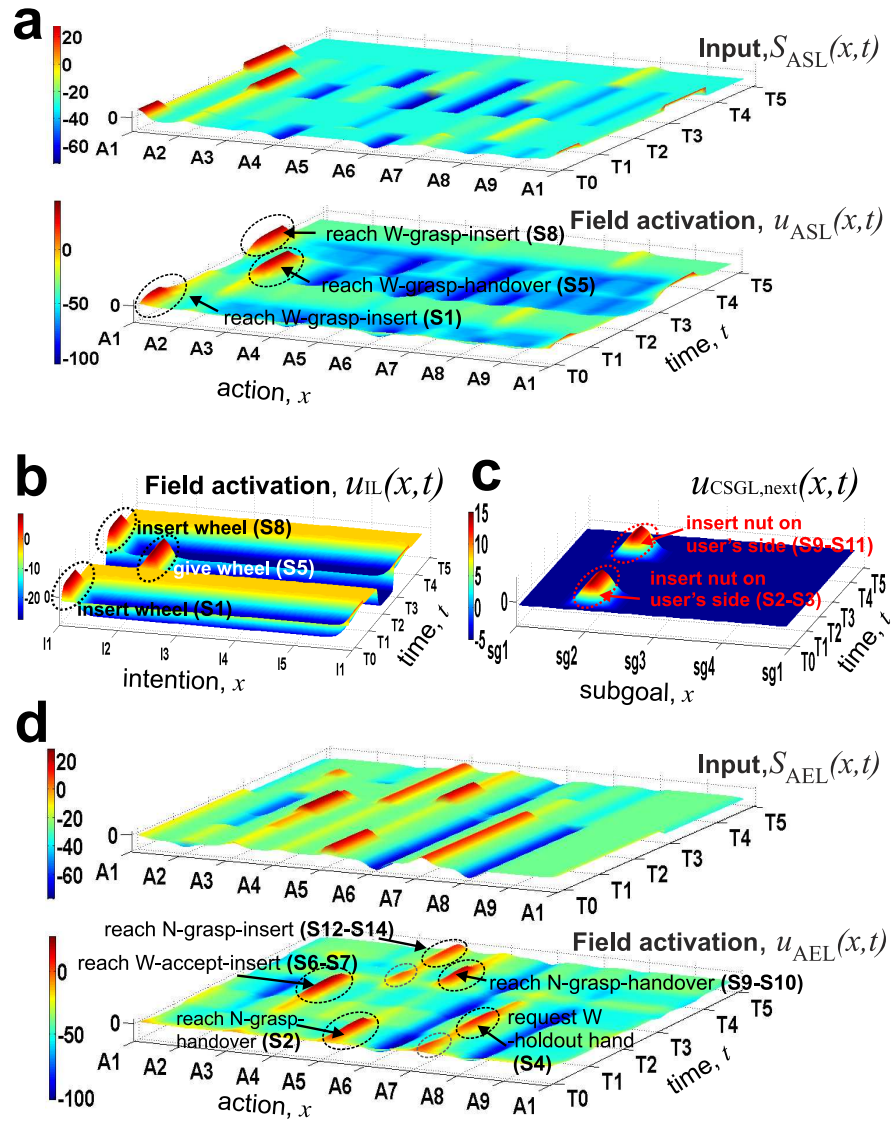 a
Input, S_ASL(x,t)
20
0
-20
-40
-60
0
A1
A2
A3
A4
A5
A6
A7
A8
A9
A1
T0
T1
T2
T3
T4
T5
Field activation, u_ASL(x,t)
0
-50
-100
0
reach W-grasp-insert (S8)
reach W-grasp-handover (S5)
reach W-grasp-insert (S1)
A1
A2
A3
A4
A5
A6
A7
A8
A9
A1
T0
T1
T2
T3
T4
T5
action, x
time, t
b
Field activation, u_IL(x,t)
0
-10
-20
0
insert wheel (S8)
give wheel (S5)
insert wheel (S1)
I1
I2
I3
I4
I5
I1
T0
T1
T2
T3
T4
T5
intention, x
time, t
c
u_CSGL,next(x,t)
15
10
5
0
-5
0
insert nut on
user's side (S9-S11)
insert nut on
user's side (S2-S3)
sg1
sg2
sg3
sg4
sg1
T0
T1
T2
T3
T4
T5
subgoal, x
time, t
d
Input, S_AEL(x,t)
20
0
-20
-40
-60
0
A1
A2
A3
A4
A5
A6
A7
A8
A9
A1
T0
T1
T2
T3
T4
T5
Field activation, u_AEL(x,t)
0
-50
-100
0
reach N-grasp-insert (S12-S14)
reach W-accept-insert (S6-S7)
reach N-grasp-handover (S9-S10)
reach N-grasp-
handover (S2)
request W
-holdout hand
(S4)
A1
A2
A3
A4
A5
A6
A7
A8
A9
A1
T0
T1
T2
T3
T4
T5
action, x
time, t